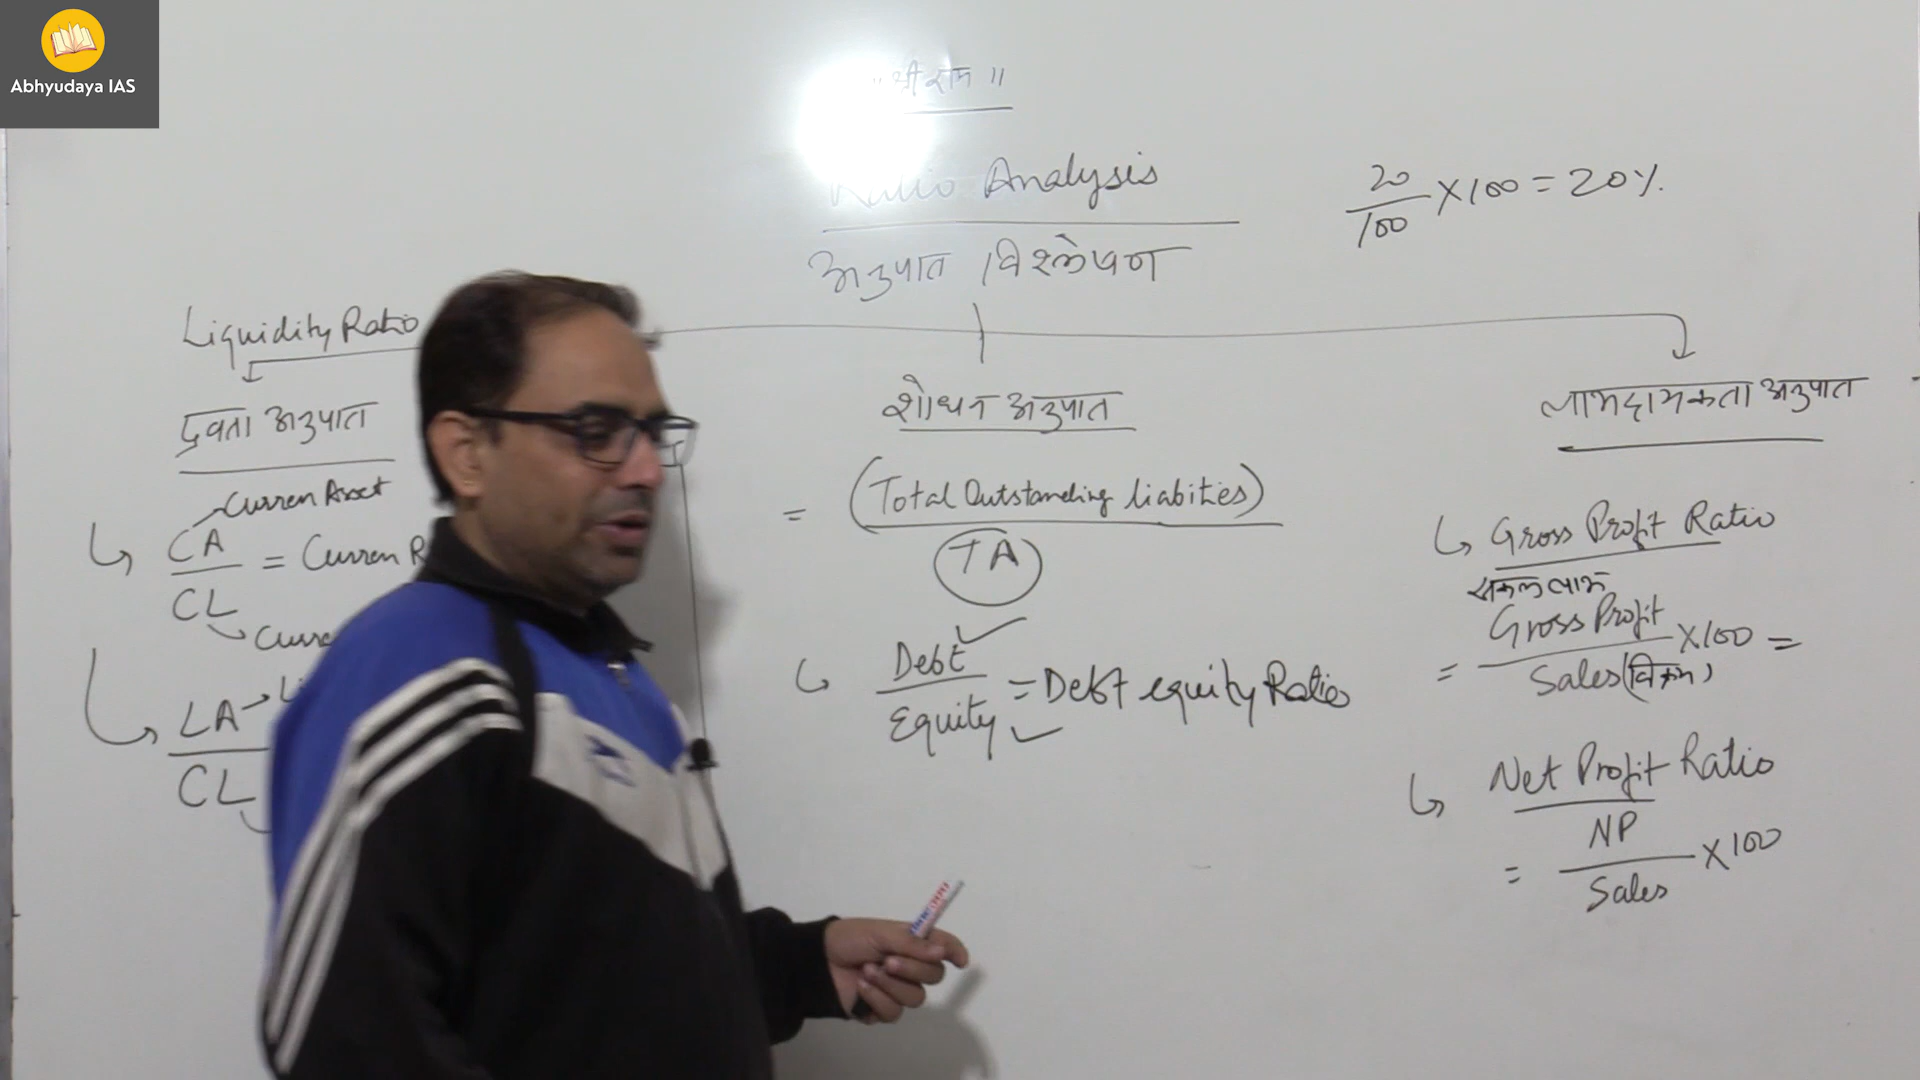 Abhyudaya IAS
॥ श्रीराम ॥
Ratio Analysis
अनुपात विश्लेषण
20/100 X 100 = 20%
Liquidity Ratio
द्रवता अनुपात
Curren Asset
CA
= Curren R
CL
LA
CL
शोधन अनुपात
= (Total Outstanding liabities)
TA
Debt
= Debt equity Ratio
Equity
लाभदायकता अनुपात
Gross Profit Ratio
सकल लाभ
Gross Profit
= X100 =
Sales (विक्रय)
Net Profit Ratio
NP
= X100
Sales